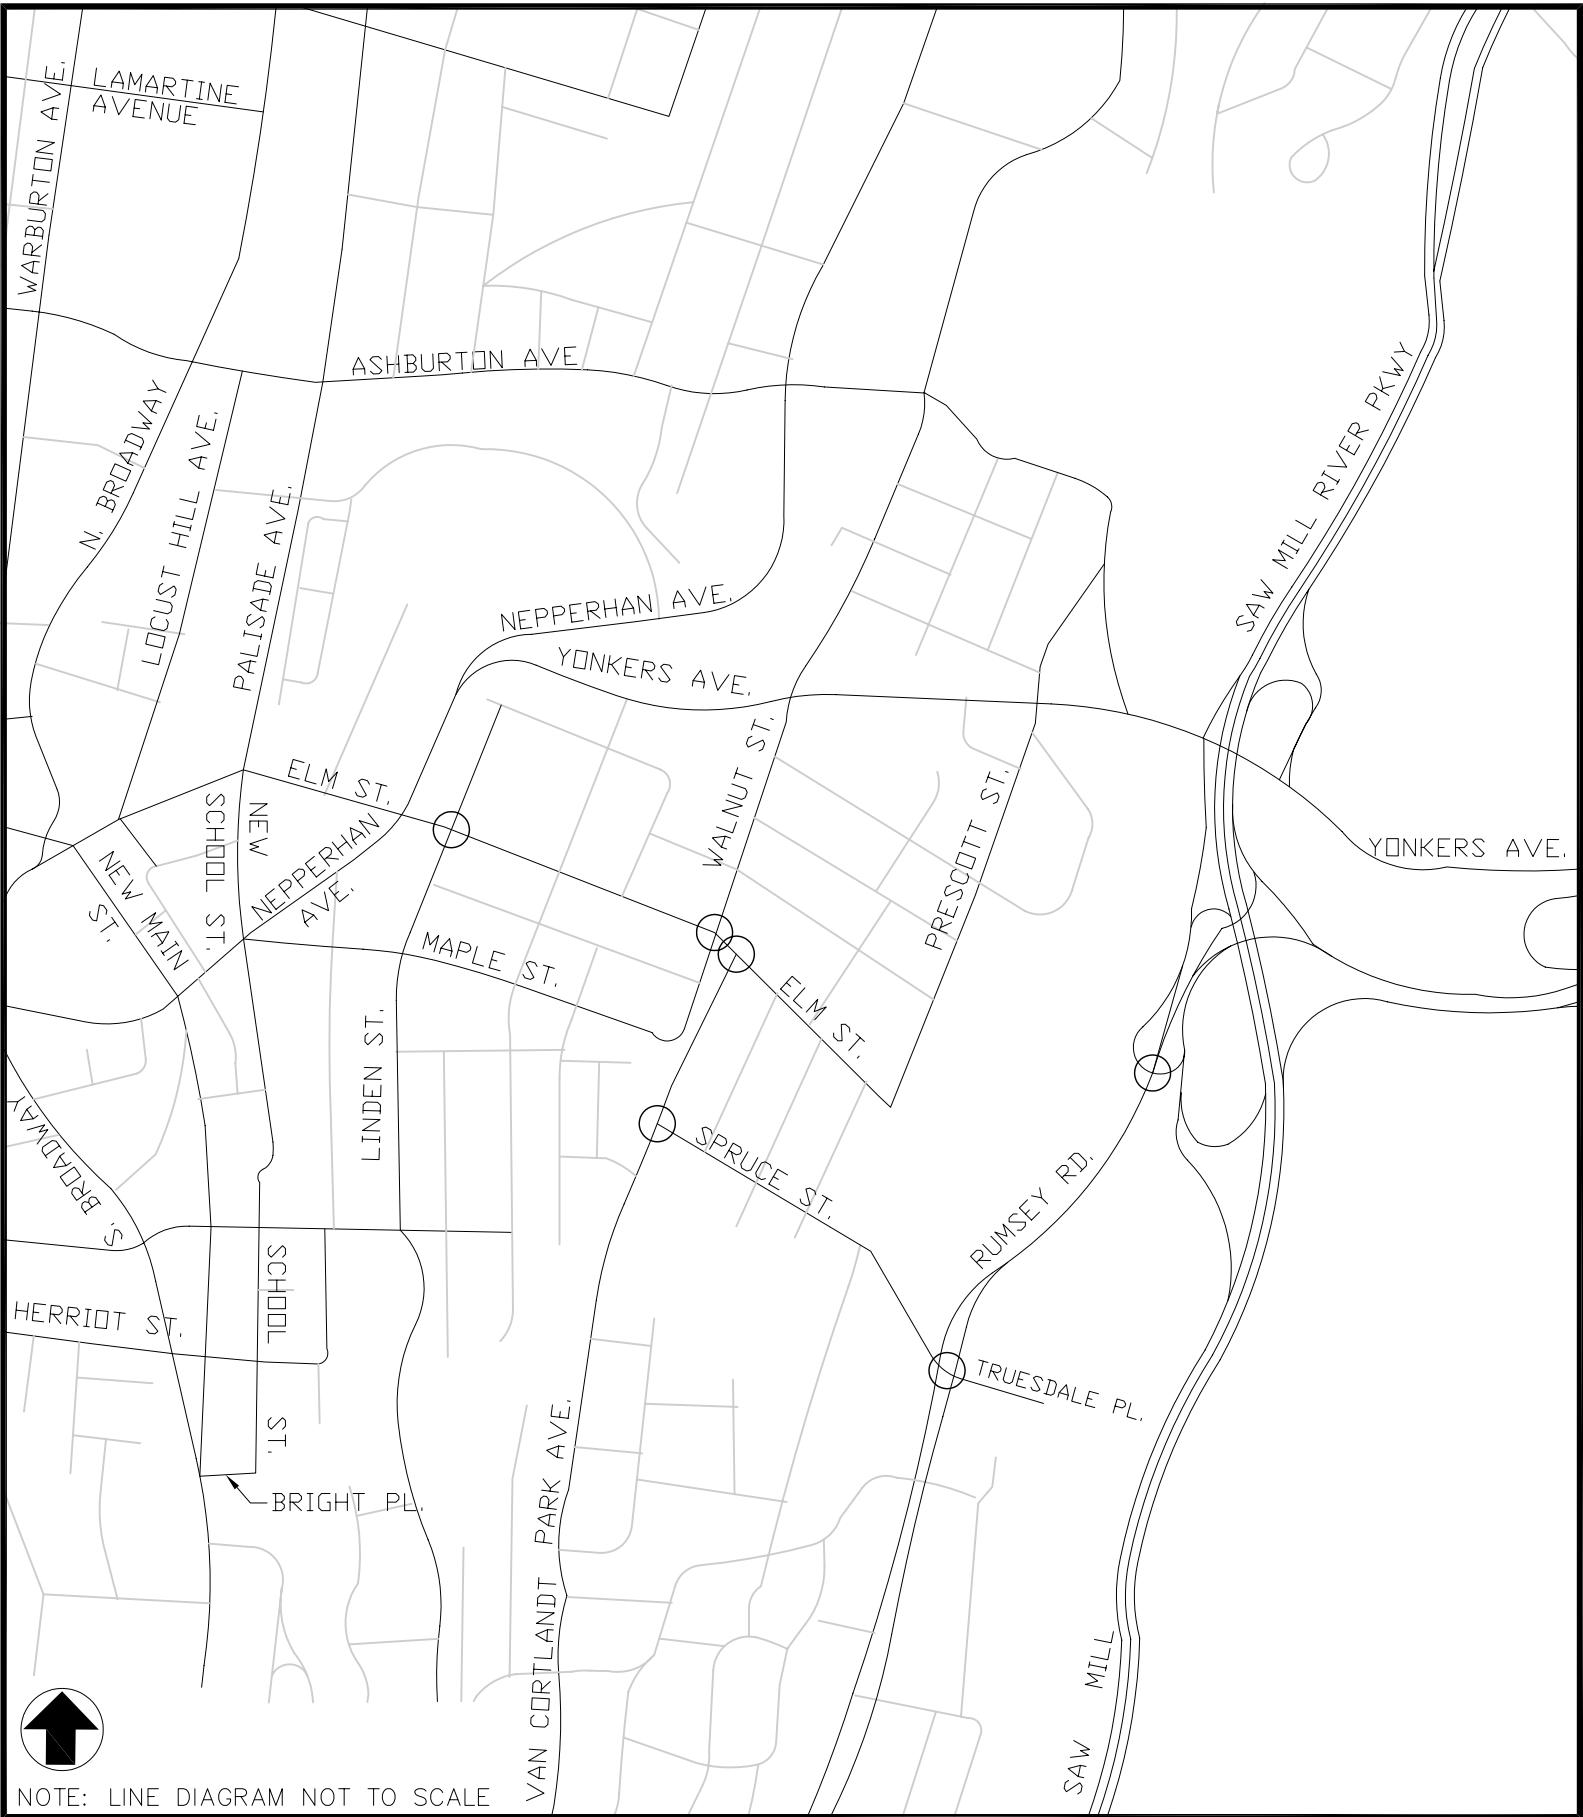 WARBURTON AVE.
LAMARTINE
AVENUE
ASHBURTON AVE
N. BROADWAY
LOCUST HILL AVE.
PALISADE AVE.
SAW MILL RIVER PKWY
NEPPERHAN AVE.
YONKERS AVE.
ELM ST.
NEW
SCHOOL ST.
NEPPERHAN
AVE.
WALNUT ST.
PRESCOTT ST.
YONKERS AVE.
NEW MAIN
ST.
MAPLE ST.
ELM ST.
LINDEN ST.
S. BROADWAY
SPRUCE ST.
RUMSEY RD.
SCHOOL ST.
HERRIOT ST.
TRUESDALE PL.
BRIGHT PL.
VAN CORTLANDT PARK AVE.
SAW MILL
NOTE: LINE DIAGRAM NOT TO SCALE